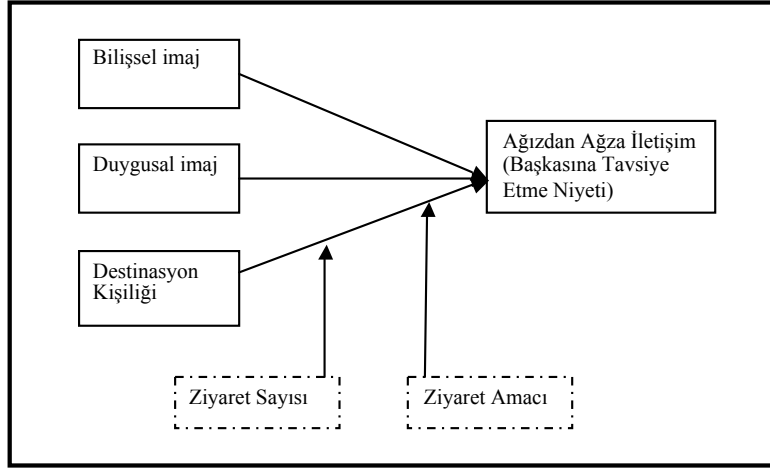 Bilişsel imaj
Duygusal imaj
Destinasyon
Kişiliği
Ağızdan Ağza İletişim
(Başkasına Tavsiye
Etme Niyeti)
Ziyaret Sayısı
Ziyaret Amacı